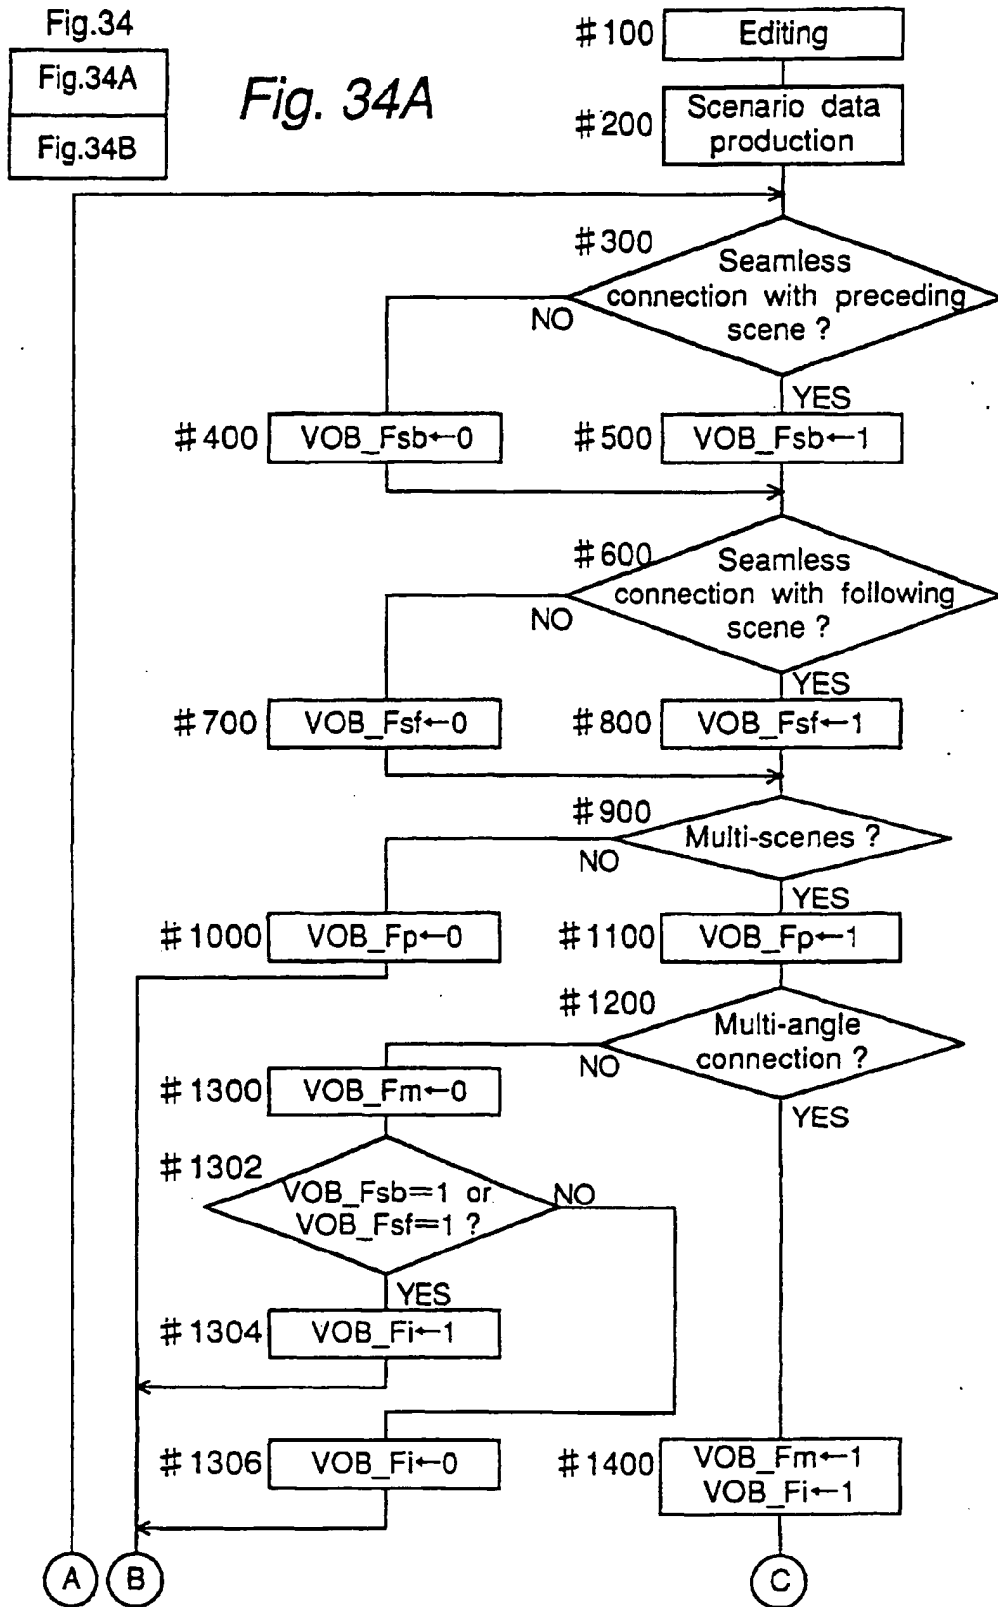 Fig.34
Fig.34A
Fig.34B
Fig. 34A
#100
Editing
#200
Scenario data
production
#300
Seamless
connection with preceding
scene ?
NO
YES
#400
VOB_Fsb←0
#500
VOB_Fsb←1
#600
Seamless
connection with following
scene ?
NO
YES
#700
VOB_Fsf←0
#800
VOB_Fsf←1
#900
Multi-scenes ?
NO
YES
#1000
VOB_Fp←0
#1100
VOB_Fp←1
#1200
Multi-angle
connection ?
NO
YES
#1300
VOB_Fm←0
#1302
VOB_Fsb=1 or
VOB_Fsf=1 ?
NO
YES
#1304
VOB_Fi←1
#1306
VOB_Fi←0
#1400
VOB_Fm←1
VOB_Fi←1
A
B
C